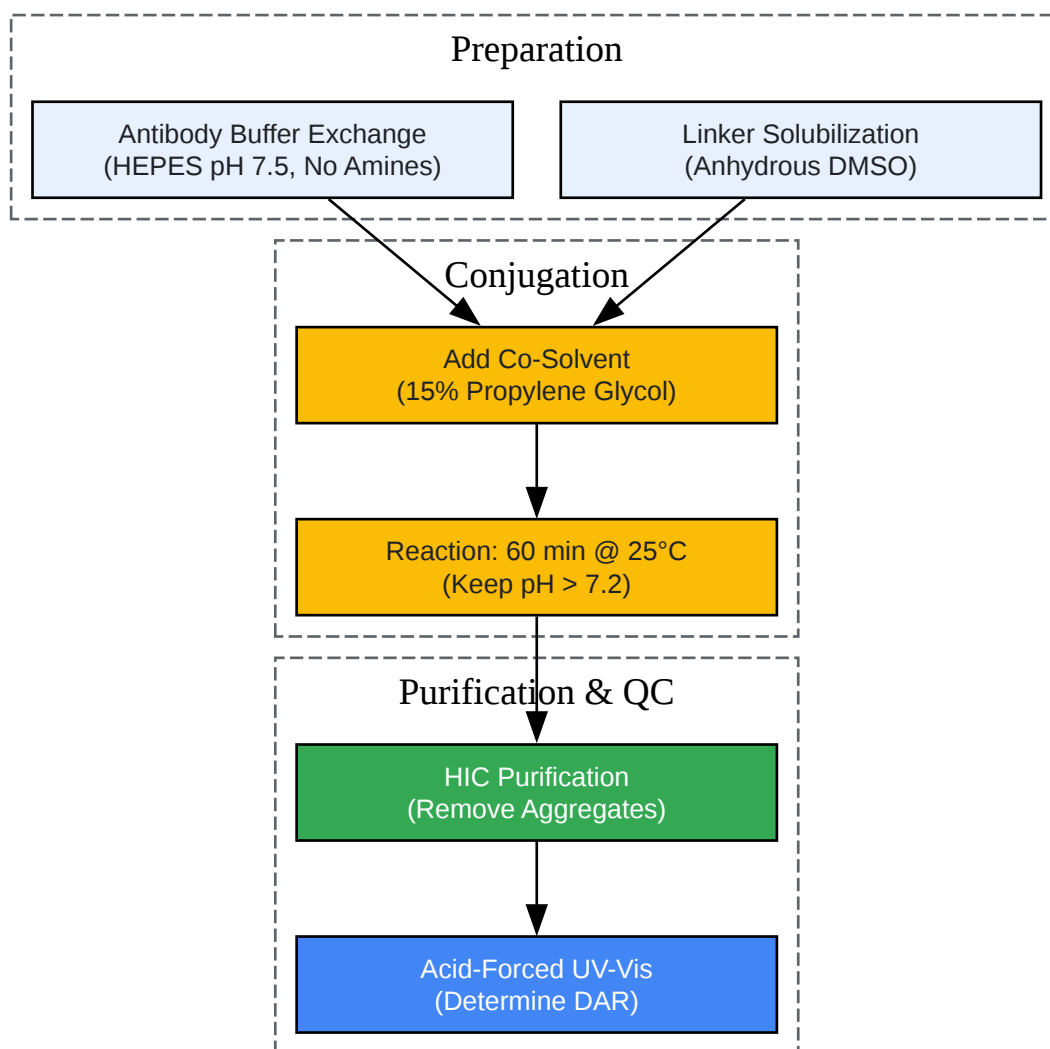 Preparation
Antibody Buffer Exchange
(HEPES pH 7.5, No Amines)
Linker Solubilization
(Anhydrous DMSO)
Conjugation
Add Co-Solvent
(15% Propylene Glycol)
Reaction: 60 min @ 25°C
(Keep pH > 7.2)
Purification & QC
HIC Purification
(Remove Aggregates)
Acid-Forced UV-Vis
(Determine DAR)